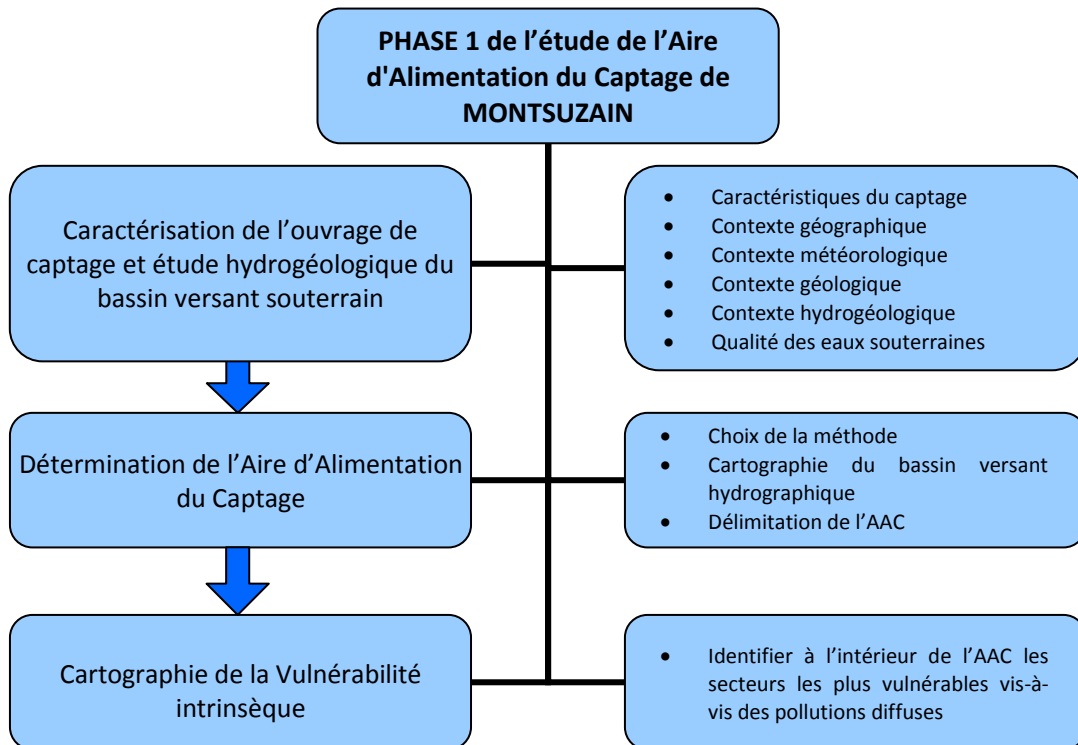 PHASE 1 de l’étude de l’Aire
d'Alimentation du Captage de
MONTSUZAIN
Caractérisation de l’ouvrage de
captage et étude hydrogéologique du
bassin versant souterrain
• Caractéristiques du captage
• Contexte géographique
• Contexte météorologique
• Contexte géologique
• Contexte hydrogéologique
• Qualité des eaux souterraines
Détermination de l’Aire d’Alimentation
du Captage
• Choix de la méthode
• Cartographie du bassin versant
hydrographique
• Délimitation de l’AAC
Cartographie de la Vulnérabilité
intrinsèque
• Identifier à l’intérieur de l’AAC les
secteurs les plus vulnérables vis-à-
vis des pollutions diffuses